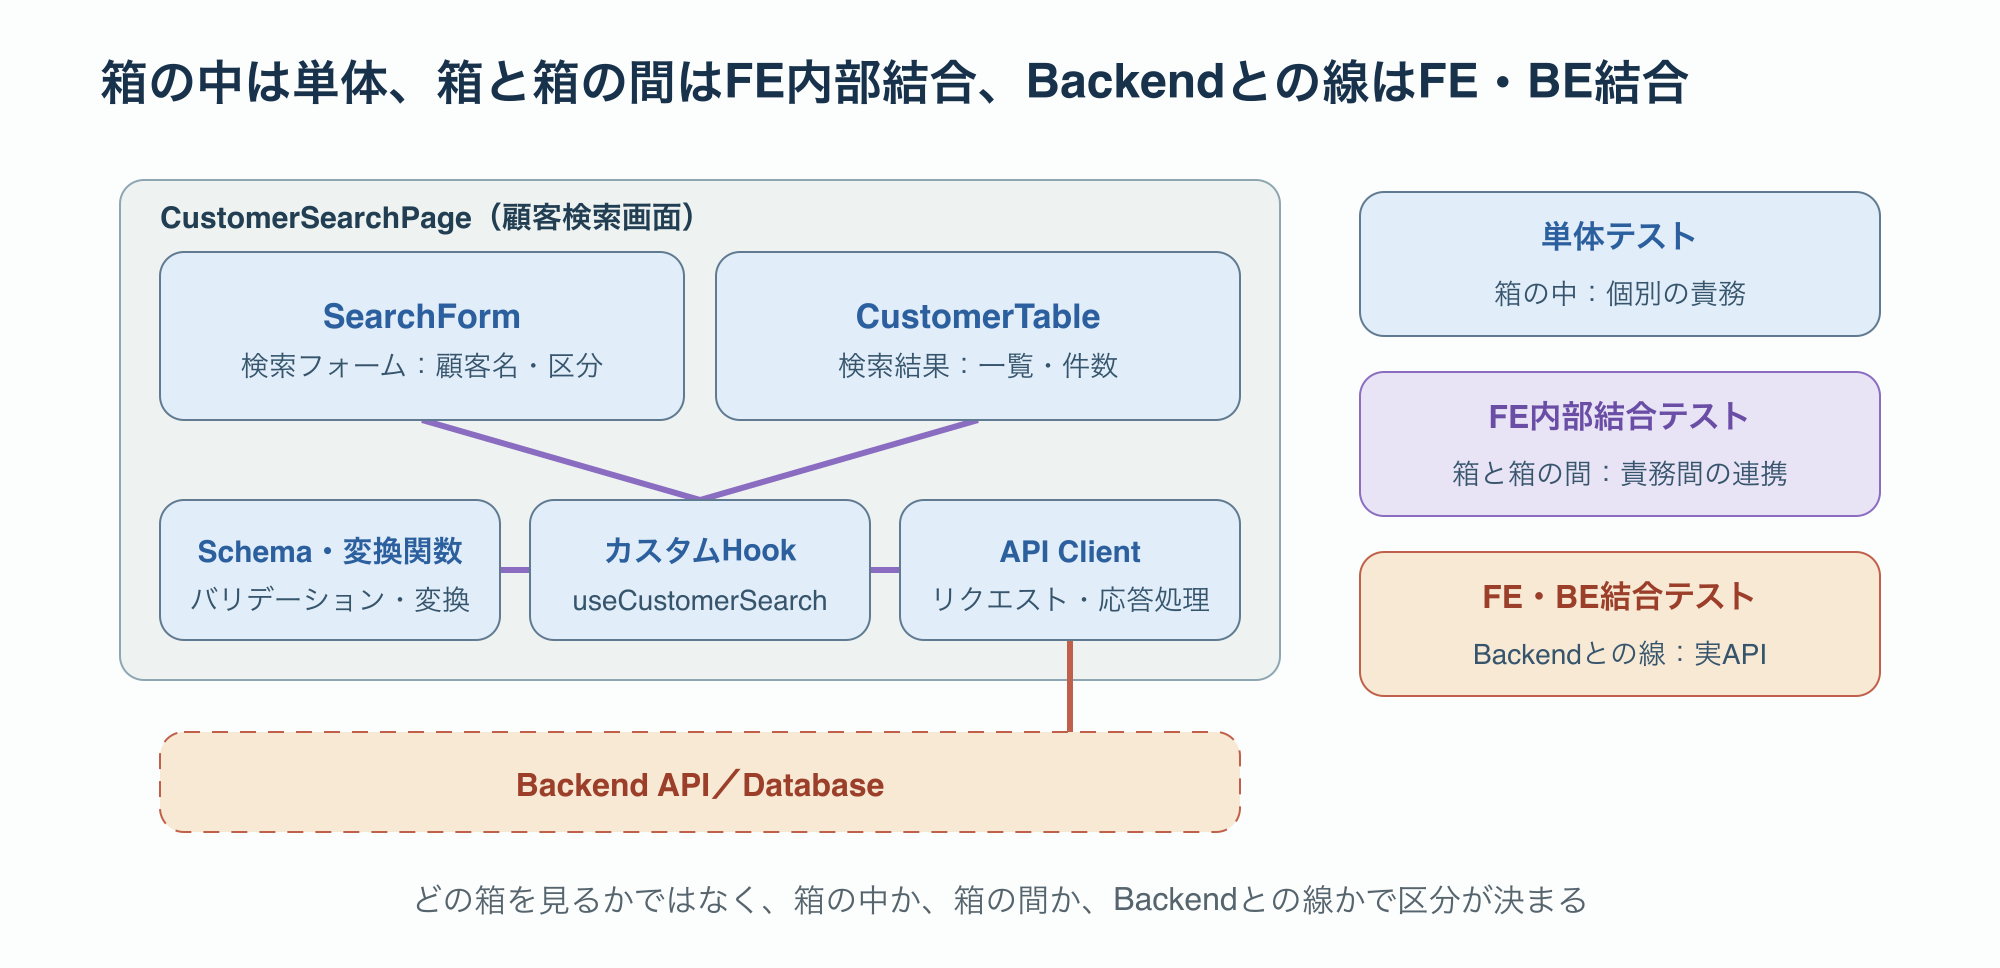 箱の中は単体、箱と箱の間はFE内部結合、Backendとの線はFE・BE結合
CustomerSearchPage（顧客検索画面）
SearchForm
検索フォーム：顧客名・区分
CustomerTable
検索結果：一覧・件数
Schema・変換関数
バリデーション・変換
カスタムHook
useCustomerSearch
API Client
リクエスト・応答処理
Backend API／Database
単体テスト
箱の中：個別の責務
FE内部結合テスト
箱と箱の間：責務間の連携
FE・BE結合テスト
Backendとの線：実API
どの箱を見るかではなく、箱の中か、箱の間か、Backendとの線かで区分が決まる